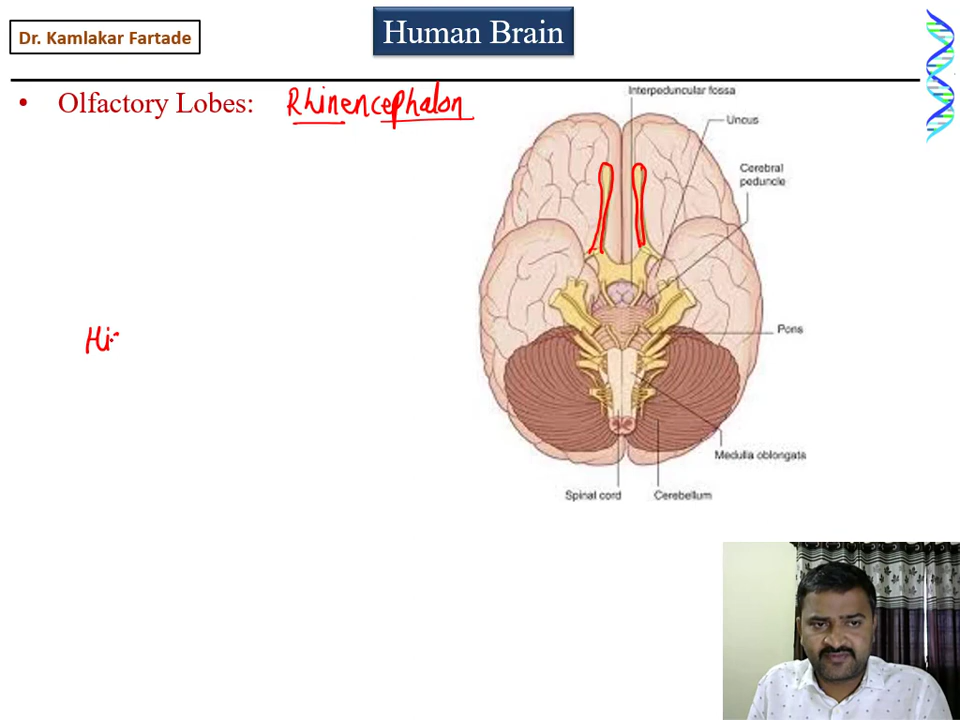 Dr. Kamlakar Fartade
Human Brain
• Olfactory Lobes: Rhinencephalon
Interpeduncular fossa
Uncus
Cerebral
peduncle
Pons
Medulla oblongata
Spinal cord
Cerebellum